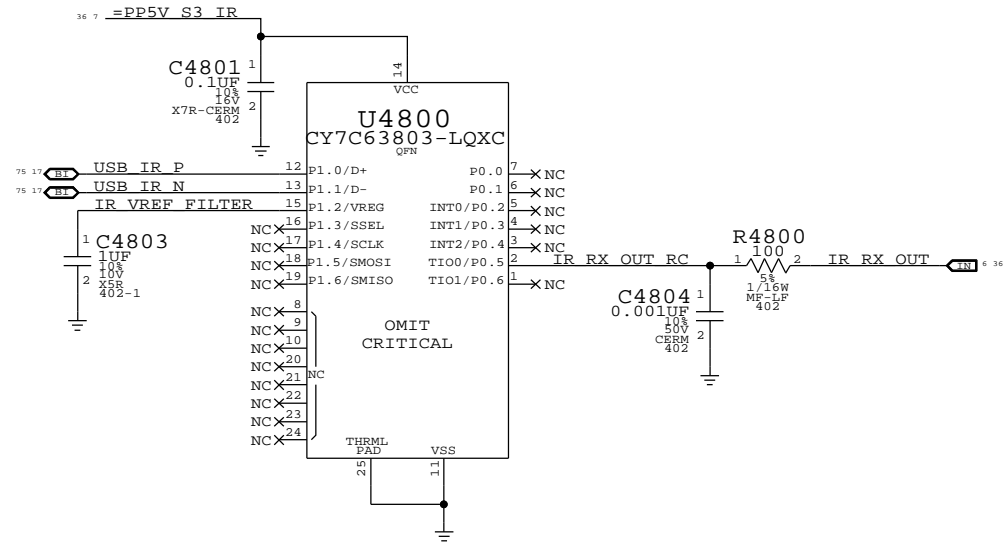 36 7 =PP5V_S3_IR
C4801 1
0.1UF
10%
16V
X7R-CERM 2
402
14
VCC
U4800
CY7C63803-LQXC
QFN
75 17 BI USB_IR_P 12 P1.0/D+ P0.0 7 NC
75 17 BI USB_IR_N 13 P1.1/D- P0.1 6 NC
IR_VREF_FILTER 15 P1.2/VREG INT0/P0.2 5 NC
NC 16 P1.3/SSEL INT1/P0.3 4 NC
NC 17 P1.4/SCLK INT2/P0.4 3 NC
NC 18 P1.5/SMOSI TIO0/P0.5 2 IR_RX_OUT_RC
NC 19 P1.6/SMISO TIO1/P0.6 1 NC
1 C4803
1UF
10%
10V
2 X5R
402-1
R4800
1 100 2 IR_RX_OUT IN 6 36
5%
1/16W
MF-LF
402
C4804 1
0.001UF
10%
50V 2
CERM
402
NC 8
NC 9
NC 10
NC 20
NC 21
NC 22
NC 23
NC 24
NC
OMIT
CRITICAL
THRML
PAD
VSS
25
11